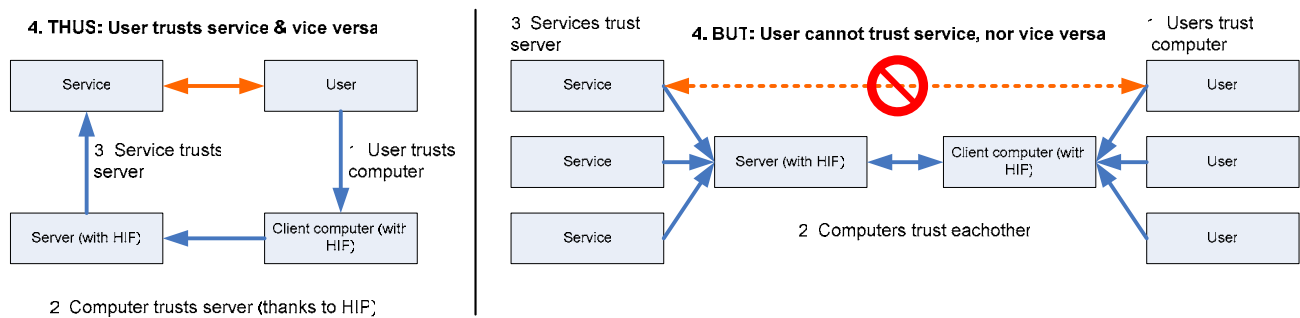 4. THUS: User trusts service & vice versa
Service
User
3 Service trusts
server
1 User trusts
computer
Server (with HIF)
Client computer (with
HIF)
2 Computer trusts server (thanks to HIP)
3 Services trust
server
4. BUT: User cannot trust service, nor vice versa
1 Users trust
computer
Service
User
Service
Server (with HIF)
Client computer (with
HIF)
User
Service
2 Computers trust eachother
User